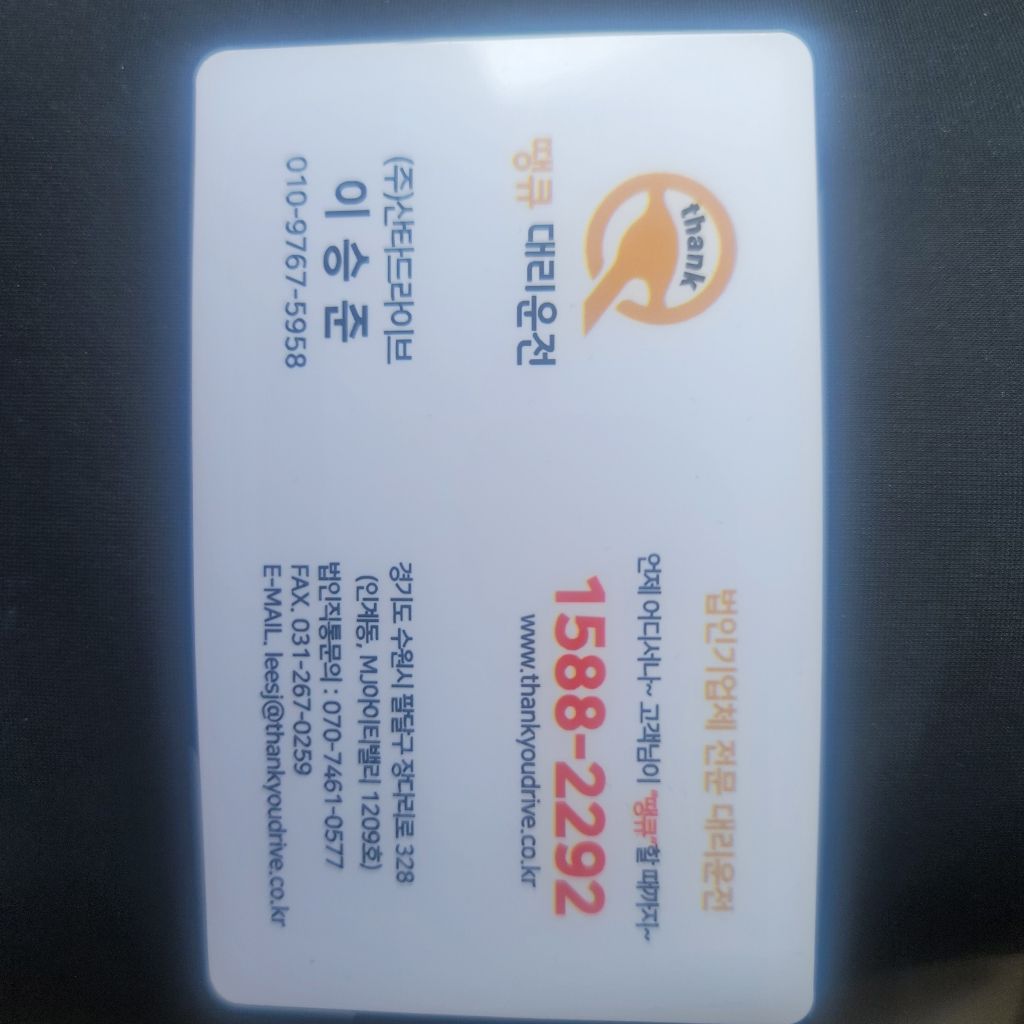 thank
땡큐 대리운전
(주)산타드라이브
이 승 준
010-9767-5958
법인기업체 전문 대리운전
언제 어디서나~ 고객님이 "땡큐"할 때까지~
1588-2292
www.thankyoudrive.co.kr
경기도 수원시 팔달구 장다리로 328
(인계동, MJ아이티밸리 1209호)
법인직통문의 : 070-7461-0577
FAX. 031-267-0259
E-MAIL. leesj@thankyoudrive.co.kr